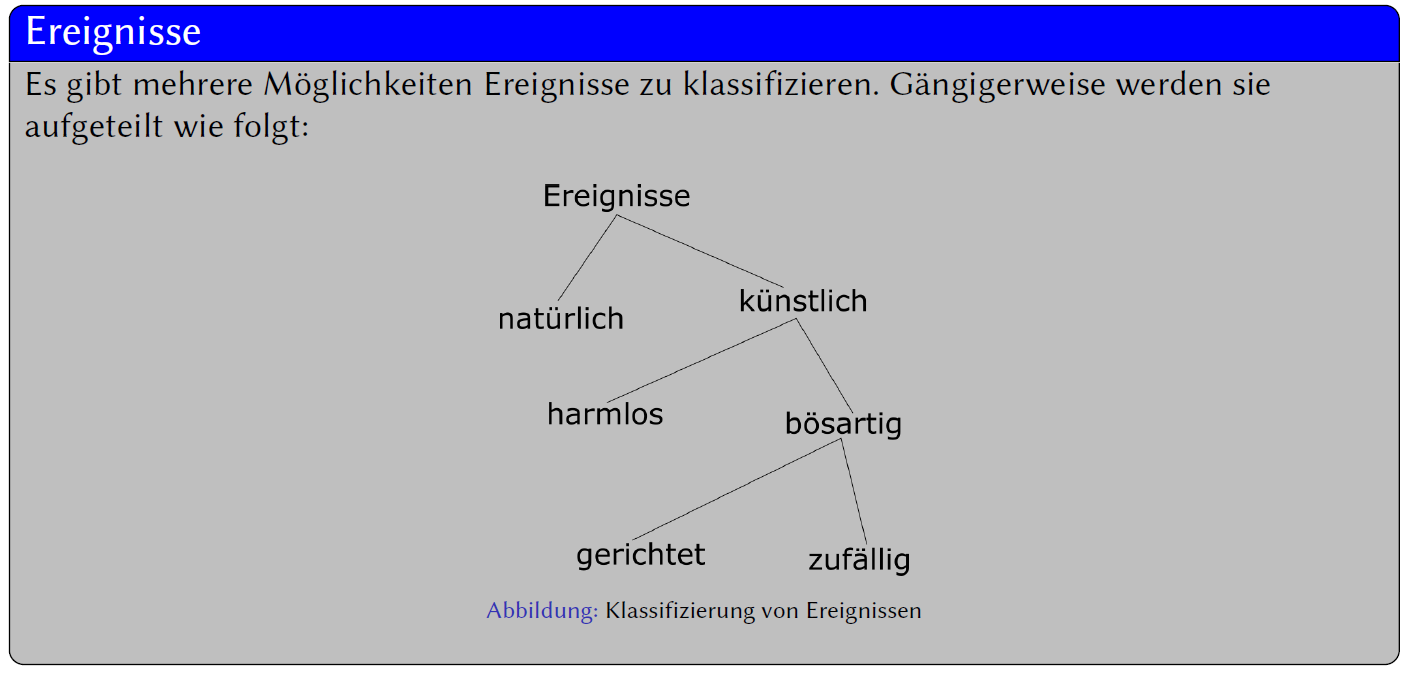 Ereignisse
Es gibt mehrere Möglichkeiten Ereignisse zu klassifizieren. Gängigerweise werden sie
aufgeteilt wie folgt:
Ereignisse
natürlich
künstlich
harmlos
bösartig
gerichtet
zufällig
Abbildung: Klassifizierung von Ereignissen